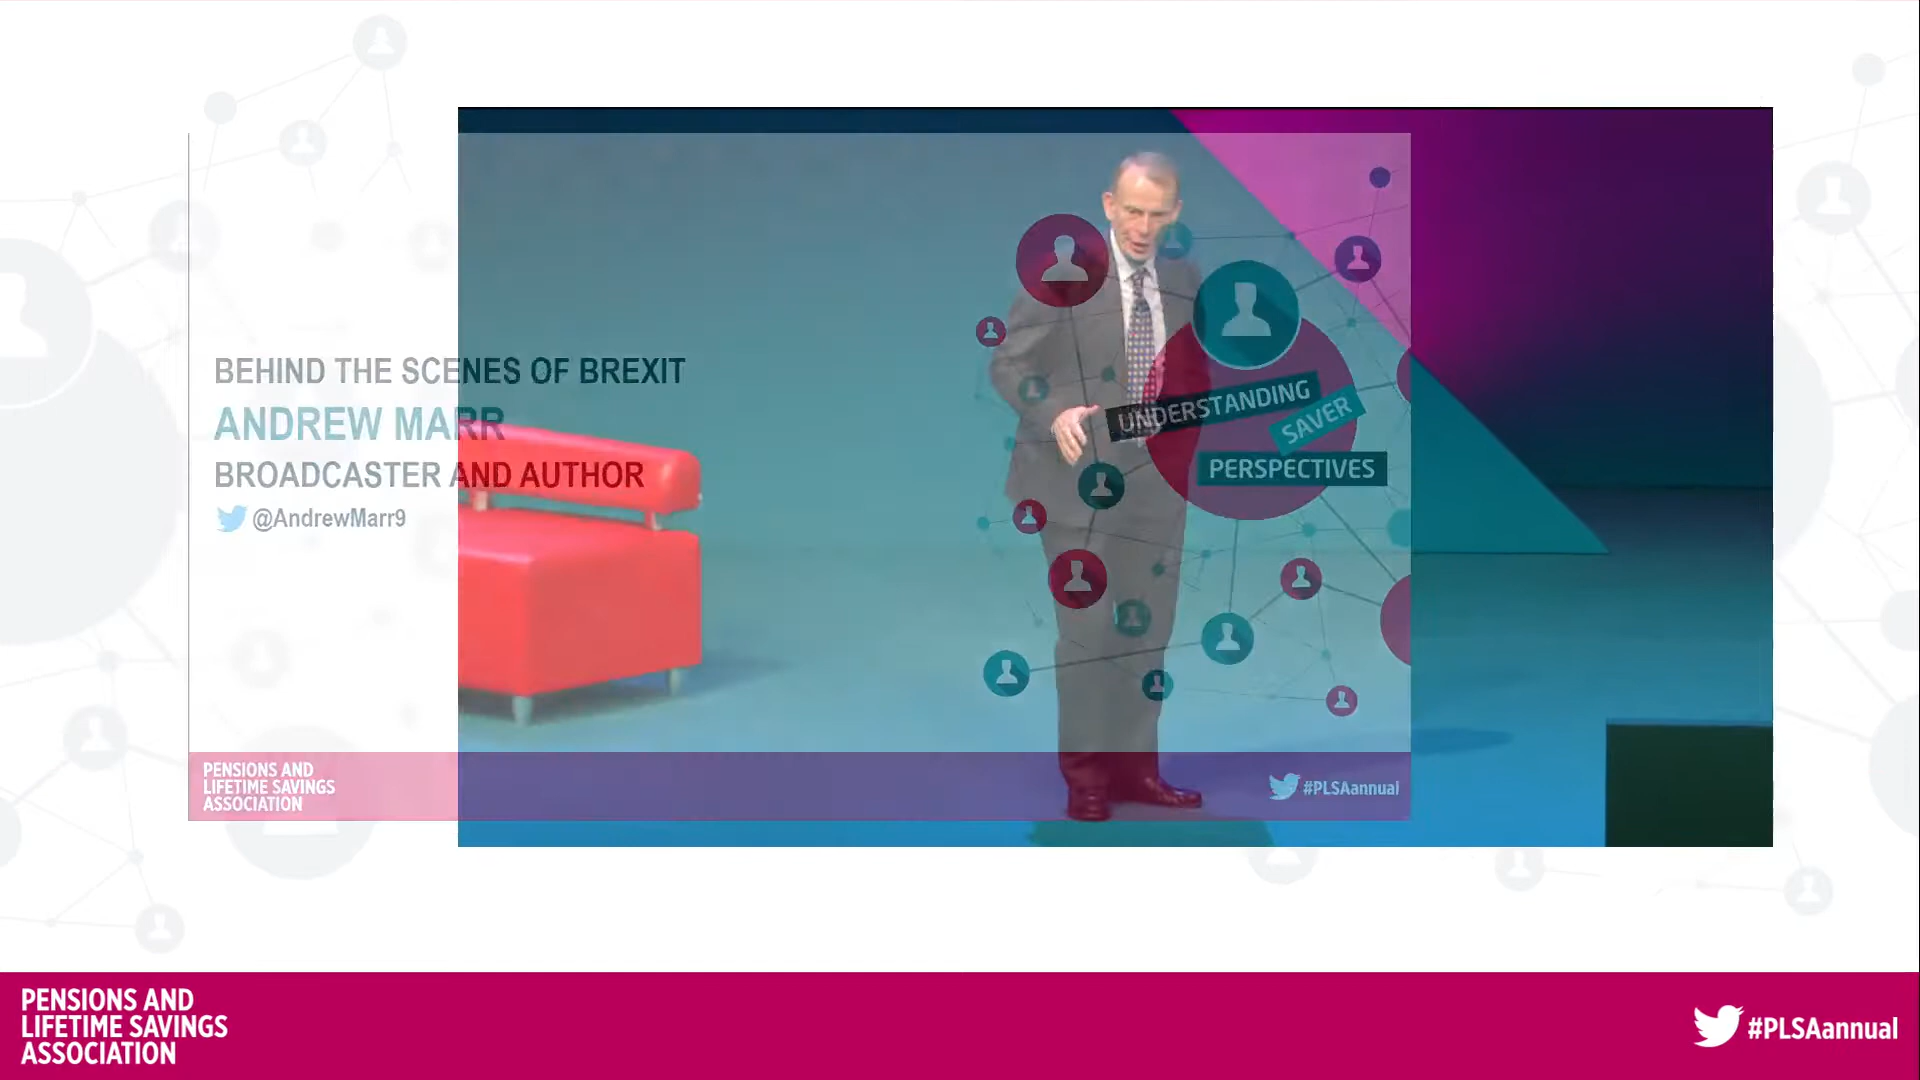 BEHIND THE SCENES OF BREXIT
ANDREW MARR
BROADCASTER AND AUTHOR
@AndrewMarr9
UNDERSTANDING
SAVER
PERSPECTIVES
PENSIONS AND
LIFETIME SAVINGS
ASSOCIATION
#PLSAannual
PENSIONS AND
LIFETIME SAVINGS
ASSOCIATION
#PLSAannual